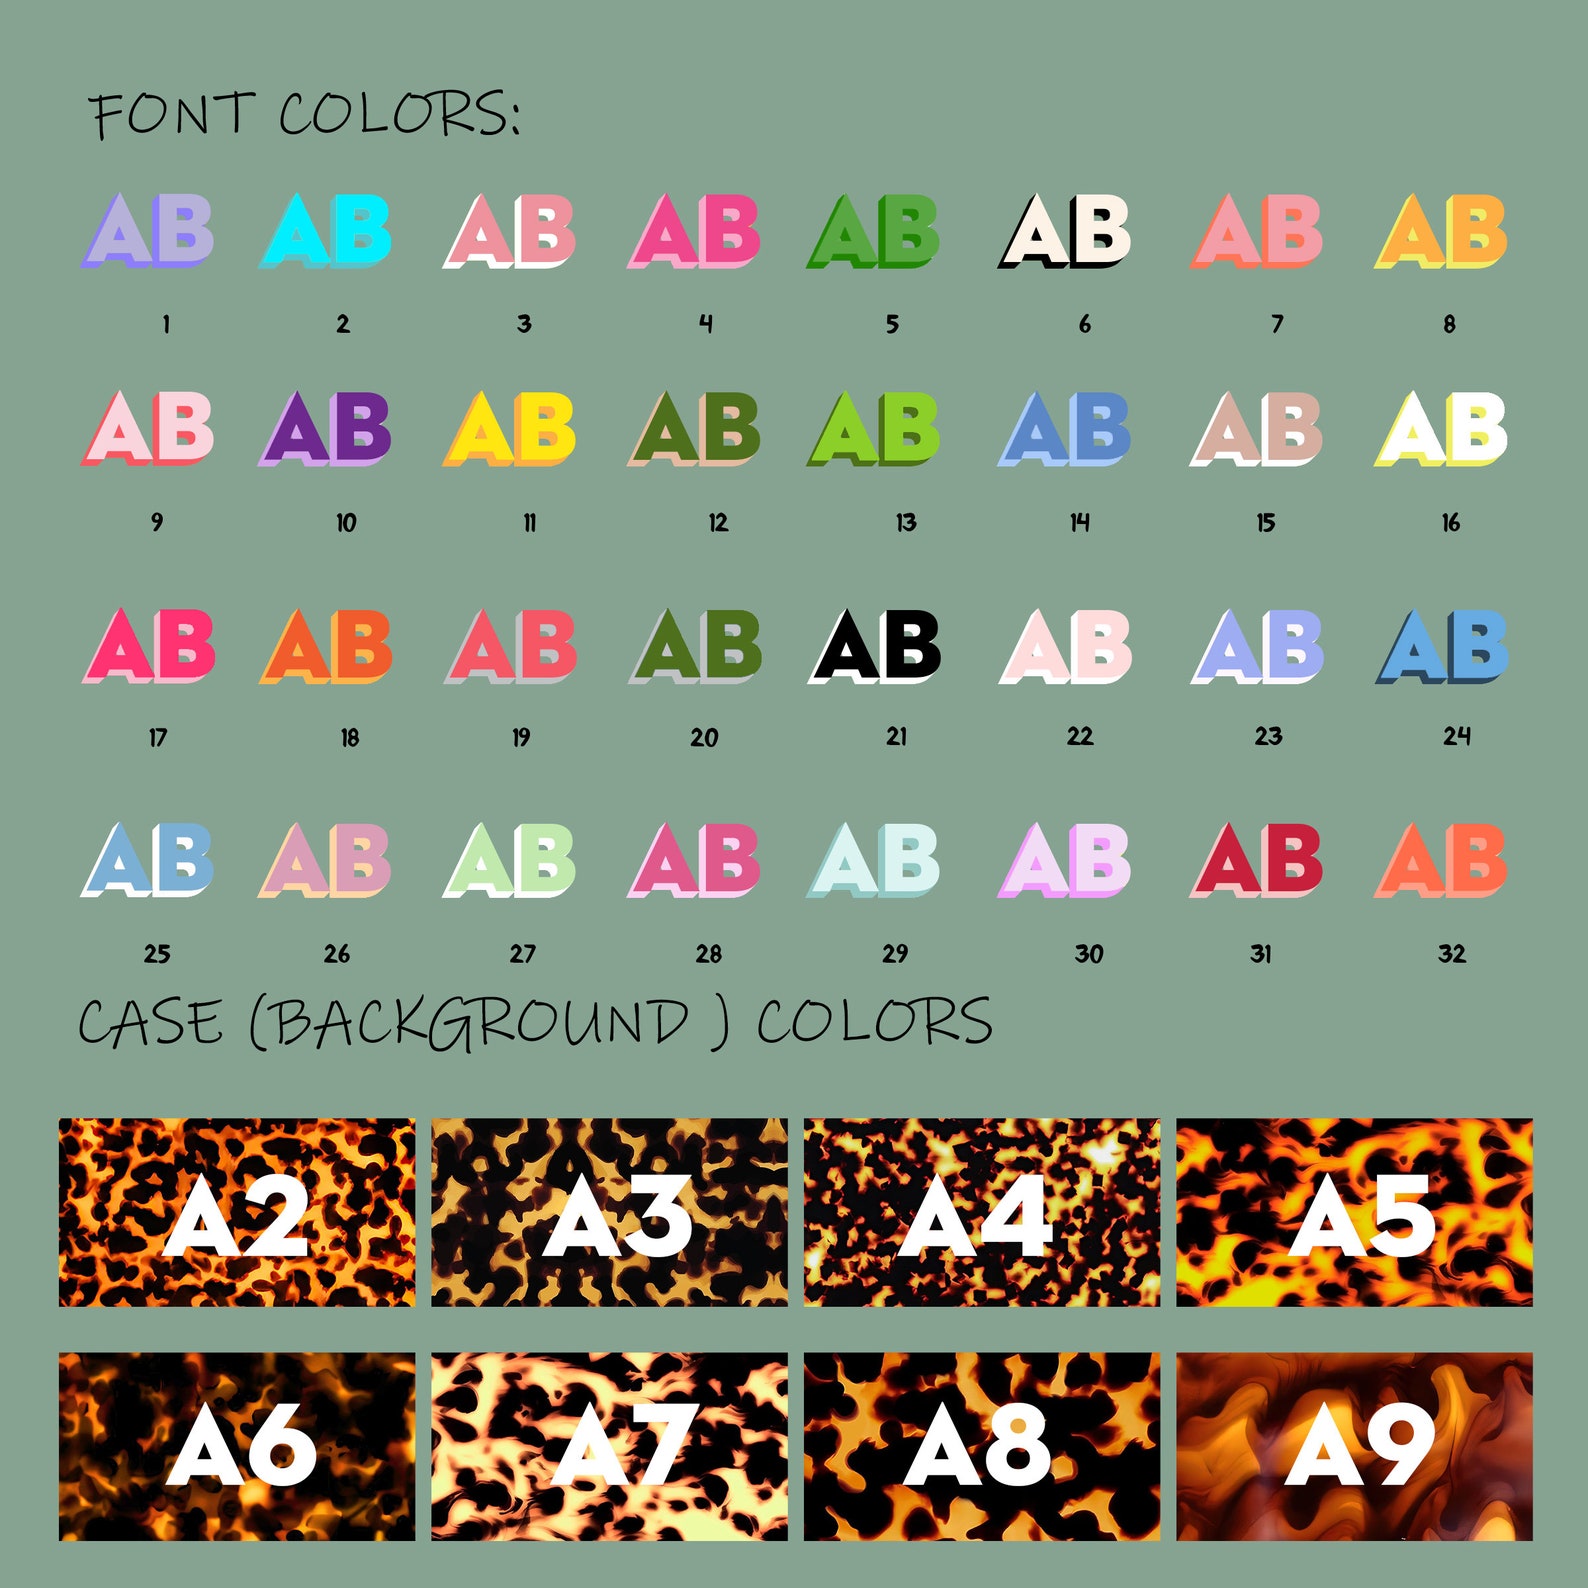 FONT COLORS:
AB AB AB AB AB AB AB AB
1 2 3 4 5 6 7 8
AB AB AB AB AB AB AB AB
9 10 11 12 13 14 15 16
AB AB AB AB AB AB AB AB
17 18 19 20 21 22 23 24
AB AB AB AB AB AB AB AB
25 26 27 28 29 30 31 32
CASE (BACKGROUND ) COLORS
A2 A3 A4 A5
A6 A7 A8 A9